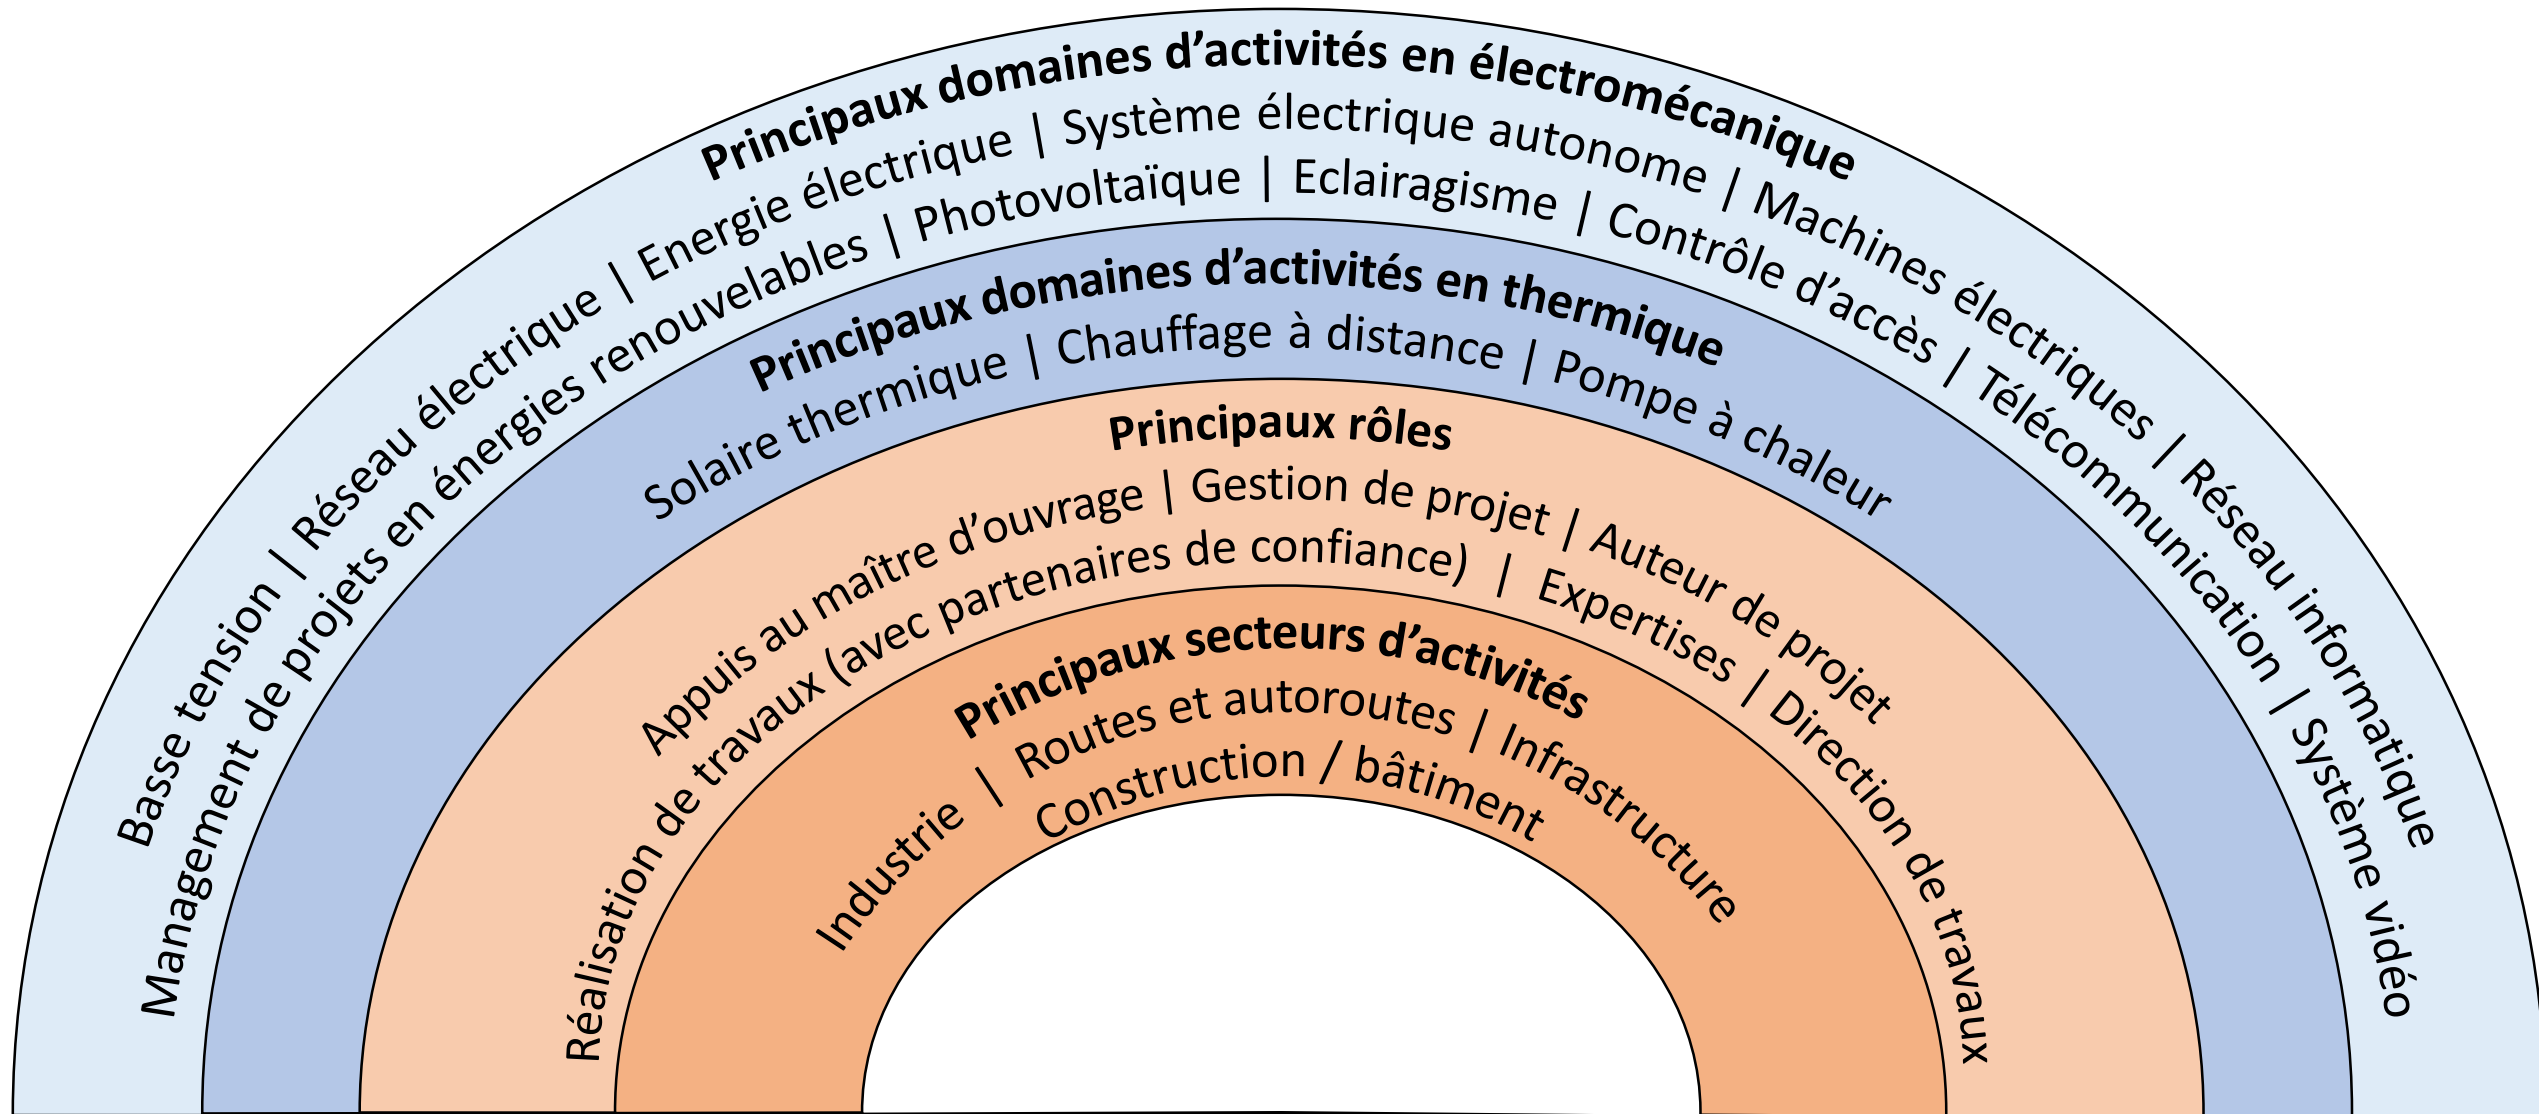 Principaux domaines d’activités en électromécanique
Basse tension | Réseau électrique | Energie électrique | Système électrique autonome | Machines électriques | Réseau informatique
Management de projets en énergies renouvelables | Photovoltaïque | Eclairagisme | Contrôle d’accès | Télécommunication | Système vidéo
Principaux domaines d’activités en thermique
Solaire thermique | Chauffage à distance | Pompe à chaleur
Principaux rôles
Appuis au maître d’ouvrage | Gestion de projet | Auteur de projet
Réalisation de travaux (avec partenaires de confiance) | Expertises | Direction de travaux
Principaux secteurs d’activités
Industrie | Routes et autoroutes | Infrastructure
Construction / bâtiment